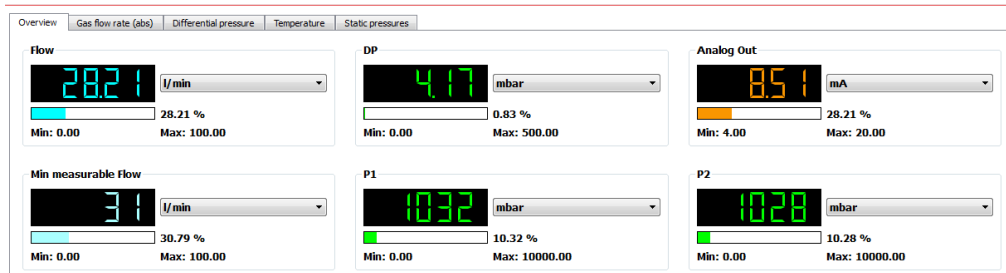 Overview Gas flow rate (abs) Differential pressure Temperature Static pressures
Flow DP Analog Out
28.21 l/min 4.17 mbar 8.51 mA
28.21 % 0.83 % 28.21 %
Min: 0.00 Max: 100.00 Min: 0.00 Max: 500.00 Min: 4.00 Max: 20.00
Min measurable Flow P1 P2
31 l/min 1032 mbar 1028 mbar
30.79 % 10.32 % 10.28 %
Min: 0.00 Max: 100.00 Min: 0.00 Max: 10000.00 Min: 0.00 Max: 10000.00